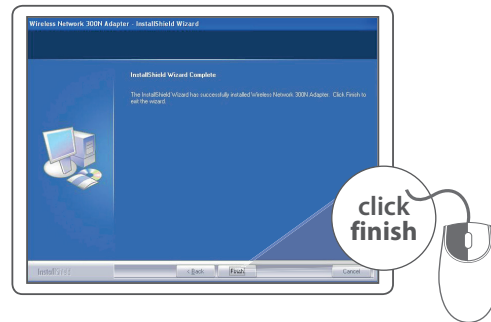 Wireless Network 300N Adapter - InstallShield Wizard
InstallShield Wizard Complete
The InstallShield Wizard has successfully installed Wireless Network 300N Adapter. Click Finish to
exit the wizard.
click
finish
InstallShield
< Back
Finish
Cancel